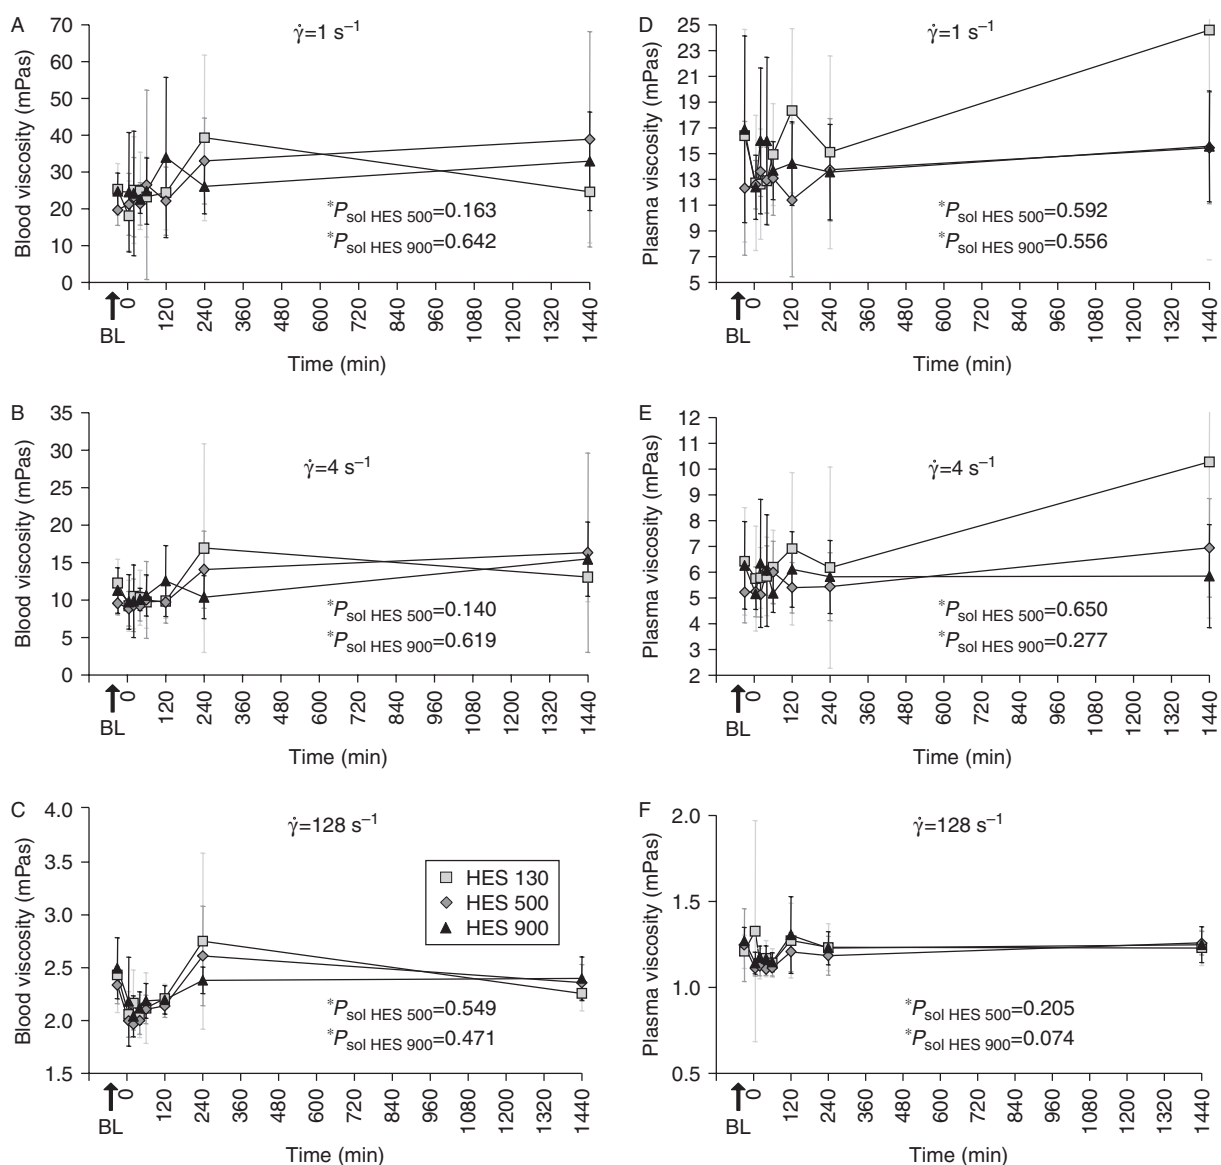 A
γ̇=1 s⁻¹
Blood viscosity (mPas)
70
60
50
40
30
20
10
0
*Psol HES 500=0.163
*Psol HES 900=0.642
BL
0
120
240
360
480
600
720
840
960
1080
1200
1320
1440
Time (min)
D
γ̇=1 s⁻¹
Plasma viscosity (mPas)
25
23
21
19
17
15
13
11
9
7
5
*Psol HES 500=0.592
*Psol HES 900=0.556
BL
0
120
240
360
480
600
720
840
960
1080
1200
1320
1440
Time (min)
B
γ̇=4 s⁻¹
Blood viscosity (mPas)
35
30
25
20
15
10
5
0
*Psol HES 500=0.140
*Psol HES 900=0.619
BL
0
120
240
360
480
600
720
840
960
1080
1200
1320
1440
Time (min)
E
γ̇=4 s⁻¹
Plasma viscosity (mPas)
12
11
10
9
8
7
6
5
4
3
2
*Psol HES 500=0.650
*Psol HES 900=0.277
BL
0
120
240
360
480
600
720
840
960
1080
1200
1320
1440
Time (min)
C
γ̇=128 s⁻¹
Blood viscosity (mPas)
4.0
3.5
3.0
2.5
2.0
1.5
HES 130
HES 500
HES 900
*Psol HES 500=0.549
*Psol HES 900=0.471
BL
0
120
240
360
480
600
720
840
960
1080
1200
1320
1440
Time (min)
F
γ̇=128 s⁻¹
Plasma viscosity (mPas)
2.0
1.5
1.0
0.5
*Psol HES 500=0.205
*Psol HES 900=0.074
BL
0
120
240
360
480
600
720
840
960
1080
1200
1320
1440
Time (min)